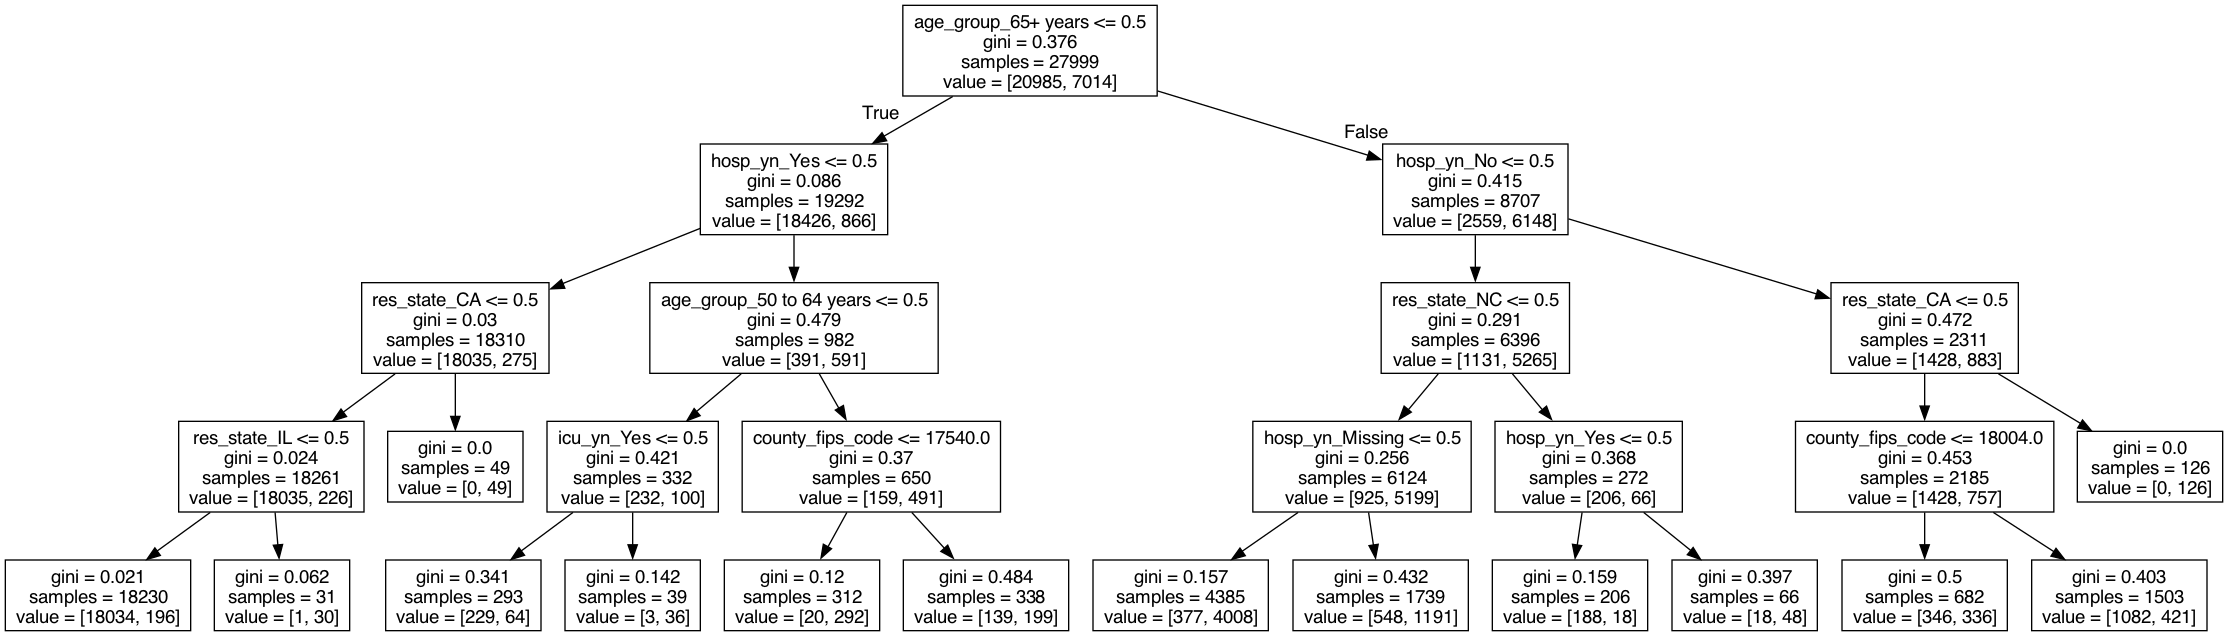 age_group_65+ years <= 0.5
gini = 0.376
samples = 27999
value = [20985, 7014]
True
False
hosp_yn_Yes <= 0.5
gini = 0.086
samples = 19292
value = [18426, 866]
hosp_yn_No <= 0.5
gini = 0.415
samples = 8707
value = [2559, 6148]
res_state_CA <= 0.5
gini = 0.03
samples = 18310
value = [18035, 275]
age_group_50 to 64 years <= 0.5
gini = 0.479
samples = 982
value = [391, 591]
res_state_NC <= 0.5
gini = 0.291
samples = 6396
value = [1131, 5265]
res_state_CA <= 0.5
gini = 0.472
samples = 2311
value = [1428, 883]
res_state_IL <= 0.5
gini = 0.024
samples = 18261
value = [18035, 226]
gini = 0.0
samples = 49
value = [0, 49]
icu_yn_Yes <= 0.5
gini = 0.421
samples = 332
value = [232, 100]
county_fips_code <= 17540.0
gini = 0.37
samples = 650
value = [159, 491]
hosp_yn_Missing <= 0.5
gini = 0.256
samples = 6124
value = [925, 5199]
hosp_yn_Yes <= 0.5
gini = 0.368
samples = 272
value = [206, 66]
county_fips_code <= 18004.0
gini = 0.453
samples = 2185
value = [1428, 757]
gini = 0.0
samples = 126
value = [0, 126]
gini = 0.021
samples = 18230
value = [18034, 196]
gini = 0.062
samples = 31
value = [1, 30]
gini = 0.341
samples = 293
value = [229, 64]
gini = 0.142
samples = 39
value = [3, 36]
gini = 0.12
samples = 312
value = [20, 292]
gini = 0.484
samples = 338
value = [139, 199]
gini = 0.157
samples = 4385
value = [377, 4008]
gini = 0.432
samples = 1739
value = [548, 1191]
gini = 0.159
samples = 206
value = [188, 18]
gini = 0.397
samples = 66
value = [18, 48]
gini = 0.5
samples = 682
value = [346, 336]
gini = 0.403
samples = 1503
value = [1082, 421]